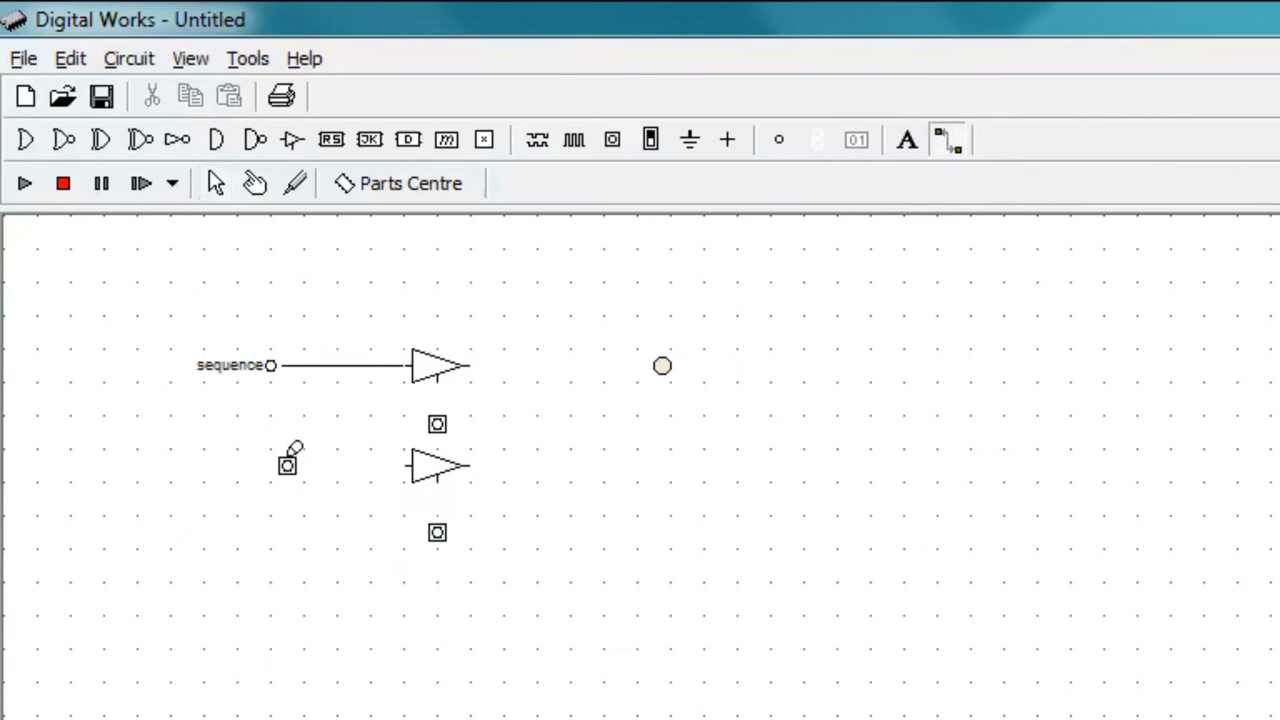 Digital Works - Untitled
File Edit Circuit View Tools Help
RS JK D m x 01 A
Parts Centre
sequence